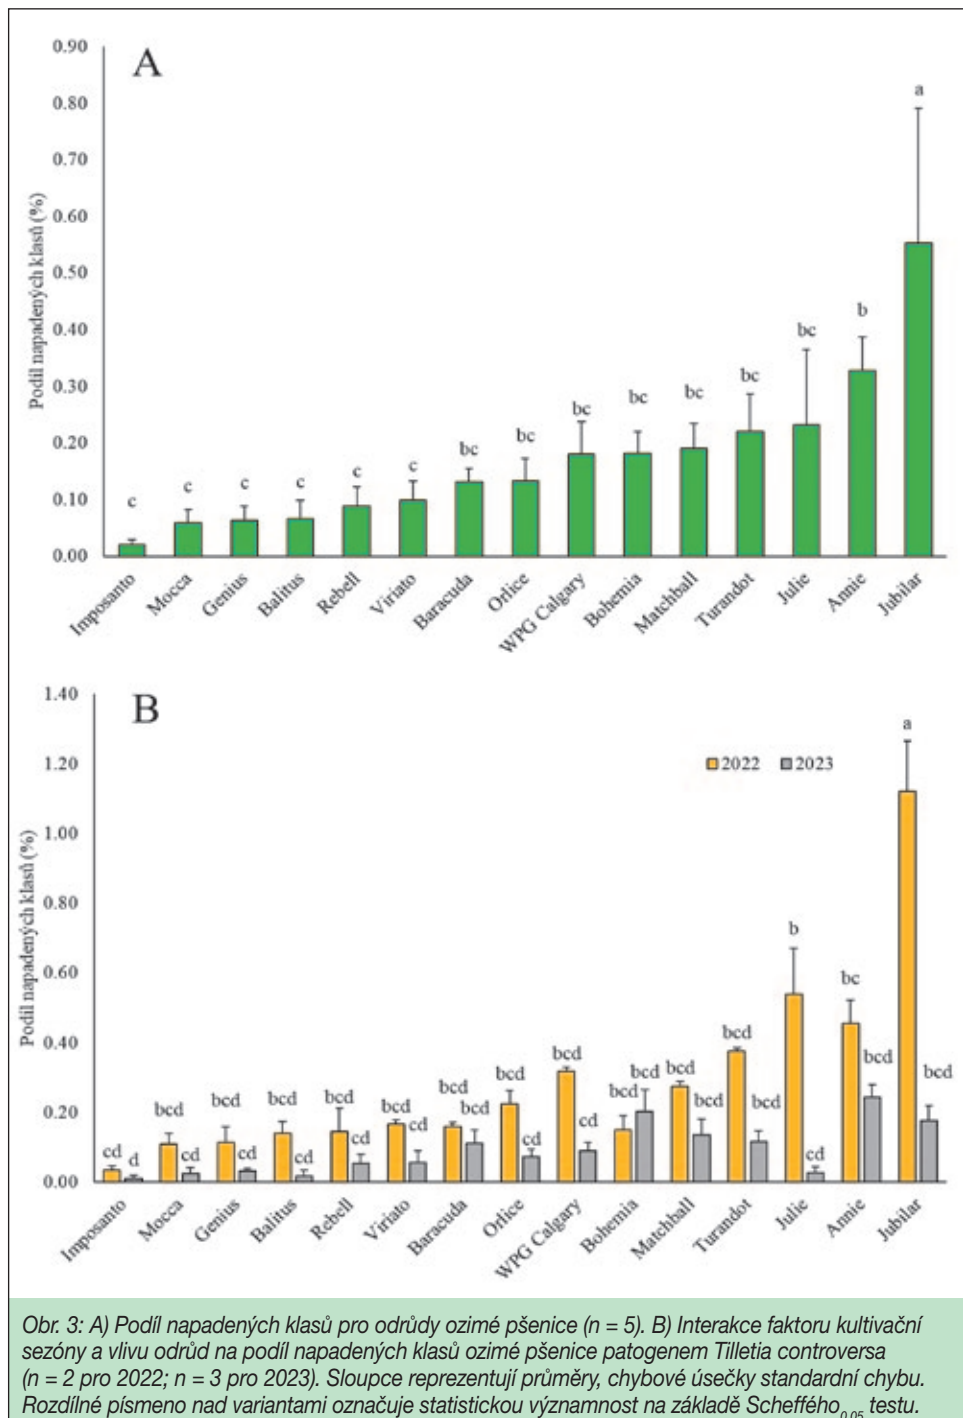 A
0.90
0.80
0.70
0.60
0.50
0.40
0.30
0.20
0.10
0.00
Podíl napadených klasů (%)
c c c c c c bc bc bc bc bc bc bc b a
Imposanto Mocca Genius Balitus Rebell Viriato Baracuda Orlice WPG Calgary Bohemia Matchball Turandot Julie Annie Jubilar
B
1.40
1.20
1.00
0.80
0.60
0.40
0.20
0.00
Podíl napadených klasů (%)
2022 2023
cd d bcd cd bcd cd bcd cd bcd cd bcd cd bcd bcd bcd cd bcd cd bcd bcd bcd bcd bcd bcd b cd bc bcd a bcd
Imposanto Mocca Genius Balitus Rebell Viriato Baracuda Orlice WPG Calgary Bohemia Matchball Turandot Julie Annie Jubilar
Obr. 3: A) Podíl napadených klasů pro odrůdy ozimé pšenice (n = 5). B) Interakce faktoru kultivační
sezóny a vlivu odrůd na podíl napadených klasů ozimé pšenice patogenem Tilletia controversa
(n = 2 pro 2022; n = 3 pro 2023). Sloupce reprezentují průměry, chybové úsečky standardní chybu.
Rozdílné písmeno nad variantami označuje statistickou významnost na základě Scheffého0,05 testu.